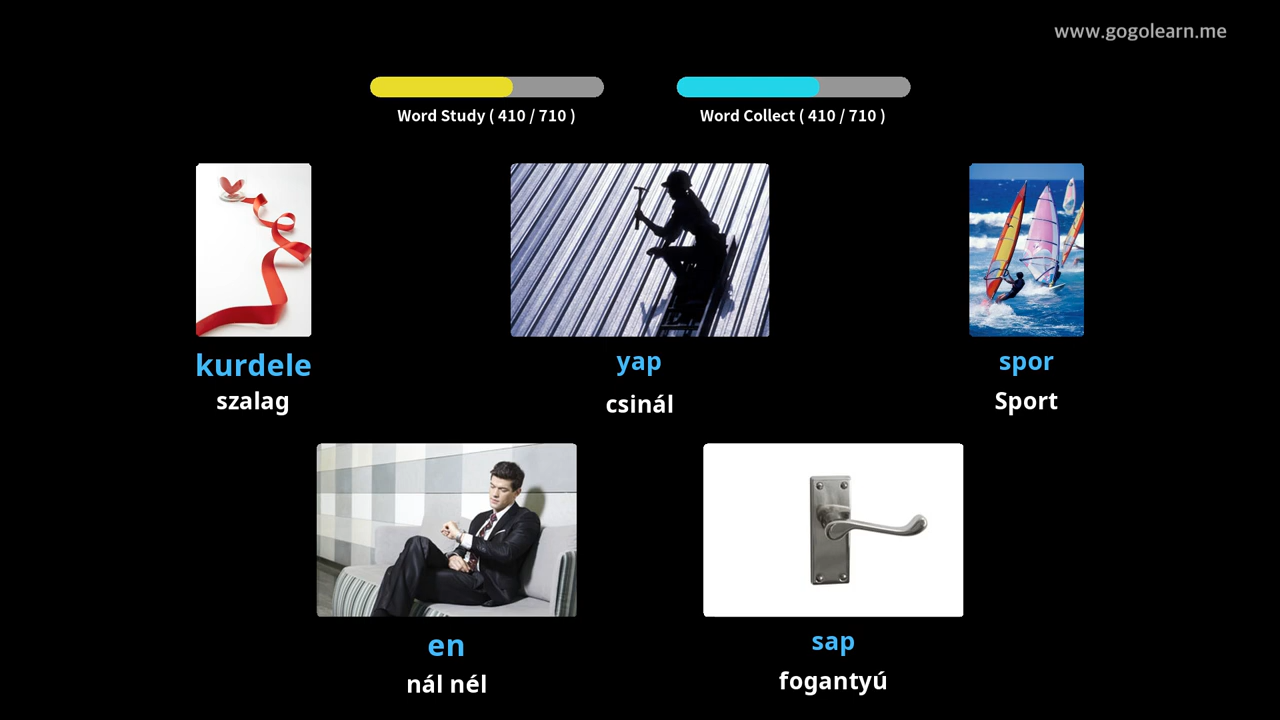 www.gogolearn.me
Word Study ( 410 / 710 )
Word Collect ( 410 / 710 )
kurdele
szalag
yap
csinál
spor
Sport
en
nál nél
sap
fogantyú